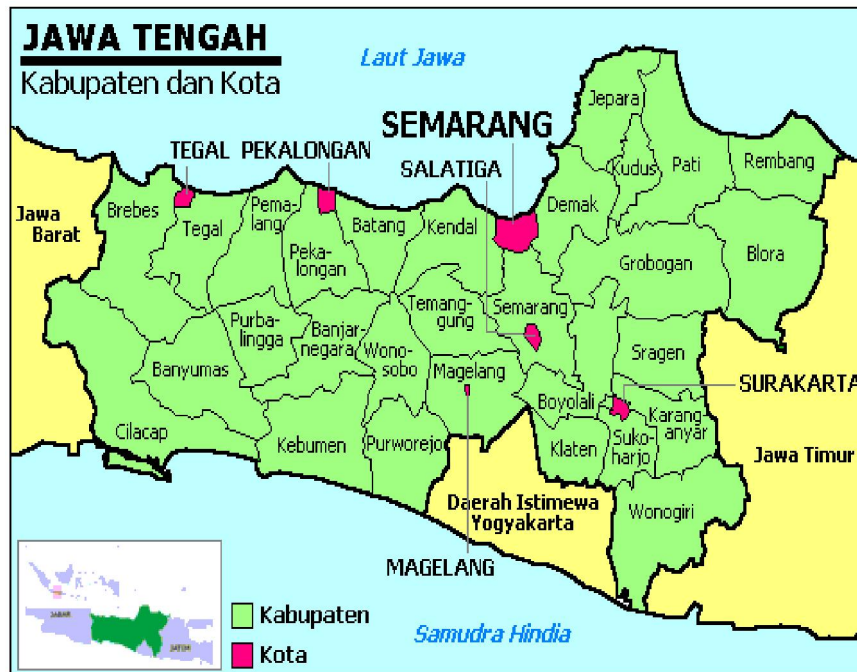 JAWA TENGAH
Kabupaten dan Kota
Laut Jawa
Jepara
SEMARANG
TEGAL
PEKALONGAN
SALATIGA
Kudus
Pati
Rembang
Jawa
Barat
Brebes
Tegal
Pema-
lang
Peka-
longan
Batang
Kendal
Demak
Grobogan
Blora
Purba-
lingga
Banjar-
negara
Wono-
sobo
Temang-
gung
Semarang
Sragen
Banyumas
Magelang
Boyolali
SURAKARTA
Karang-
anyar
Cilacap
Kebumen
Purworejo
Klaten
Suko-
harjo
Jawa Timur
Daerah Istimewa
Yogyakarta
Wonogiri
MAGELANG
JABAR
JATIM
Kabupaten
Kota
Samudra Hindia